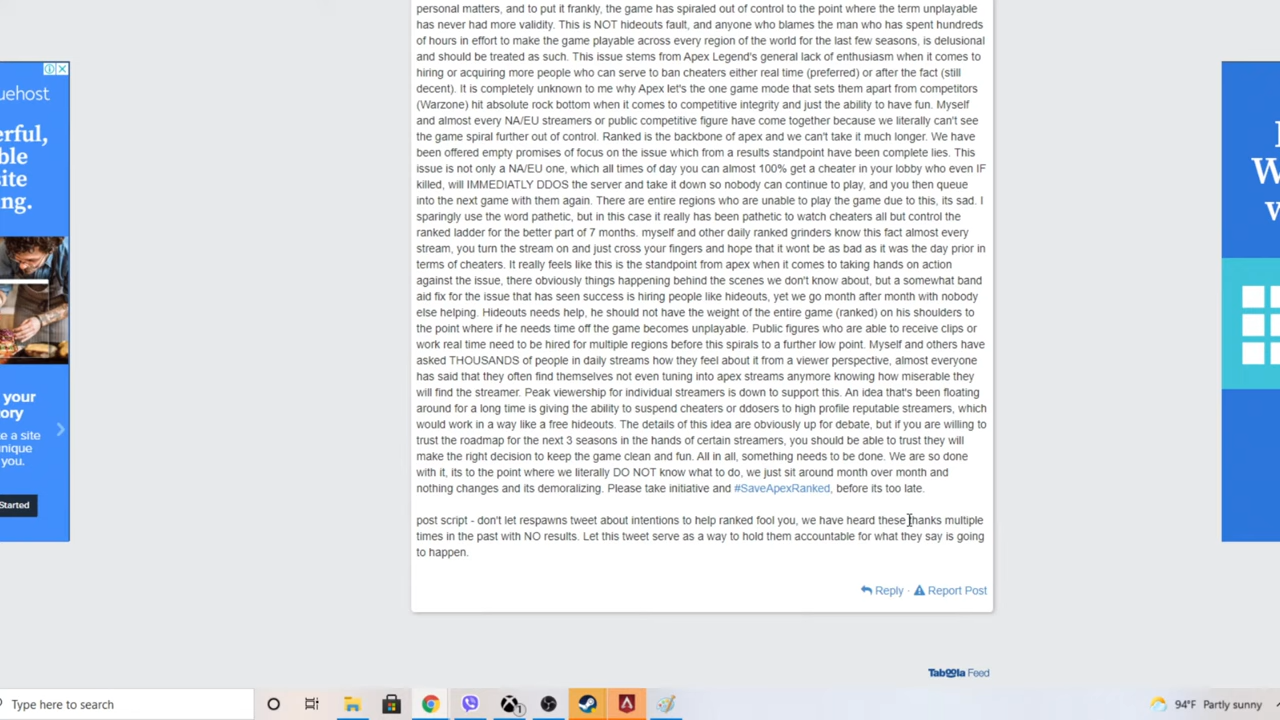 personal matters, and to put it frankly, the game has spiraled out of control to the point where the term unplayable
has never had more validity. This is NOT hideouts fault, and anyone who blames the man who has spent hundreds
of hours in effort to make the game playable across every region of the world for the last few seasons, is delusional
and should be treated as such. This issue stems from Apex Legend's general lack of enthusiasm when it comes to
hiring or acquiring more people who can serve to ban cheaters either real time (preferred) or after the fact (still
decent). It is completely unknown to me why Apex let's the one game mode that sets them apart from competitors
(Warzone) hit absolute rock bottom when it comes to competitive integrity and just the ability to have fun. Myself
and almost every NA/EU streamers or public competitive figure have come together because we literally can't see
the game spiral further out of control. Ranked is the backbone of apex and we can't take it much longer. We have
been offered empty promises of focus on the issue which from a results standpoint have been complete lies. This
issue is not only a NA/EU one, which all times of day you can almost 100% get a cheater in your lobby who even IF
killed, will IMMEDIATLY DDOS the server and take it down so nobody can continue to play, and you then queue
into the next game with them again. There are entire regions who are unable to play the game due to this, its sad. I
sparingly use the word pathetic, but in this case it really has been pathetic to watch cheaters all but control the
ranked ladder for the better part of 7 months. myself and other daily ranked grinders know this fact almost every
stream, you turn the stream on and just cross your fingers and hope that it wont be as bad as it was the day prior in
terms of cheaters. It really feels like this is the standpoint from apex when it comes to taking hands on action
against the issue, there obviously things happening behind the scenes we don't know about, but a somewhat band
aid fix for the issue that has seen success is hiring people like hideouts, yet we go month after month with nobody
else helping. Hideouts needs help, he should not have the weight of the entire game (ranked) on his shoulders to
the point where if he needs time off the game becomes unplayable. Public figures who are able to receive clips or
work real time need to be hired for multiple regions before this spirals to a further low point. Myself and others have
asked THOUSANDS of people in daily streams how they feel about it from a viewer perspective, almost everyone
has said that they often find themselves not even tuning into apex streams anymore knowing how miserable they
will find the streamer. Peak viewership for individual streamers is down to support this. An idea that's been floating
around for a long time is giving the ability to suspend cheaters or ddosers to high profile reputable streamers, which
would work in a way like a free hideouts. The details of this idea are obviously up for debate, but if you are willing to
trust the roadmap for the next 3 seasons in the hands of certain streamers, you should be able to trust they will
make the right decision to keep the game clean and fun. All in all, something needs to be done. We are so done
with it, its to the point where we literally DO NOT know what to do, we just sit around month over month and
nothing changes and its demoralizing. Please take initiative and #SaveApexRanked, before its too late.
post script - don't let respawns tweet about intentions to help ranked fool you, we have heard these thanks multiple
times in the past with NO results. Let this tweet serve as a way to hold them accountable for what they say is going
to happen.
Reply · Report Post
Tabοοla Feed
uehost
erful,
ble
site
ng.
your
ory
e a site
unique
you.
Started
W
Type here to search
1
94°F Partly sunny